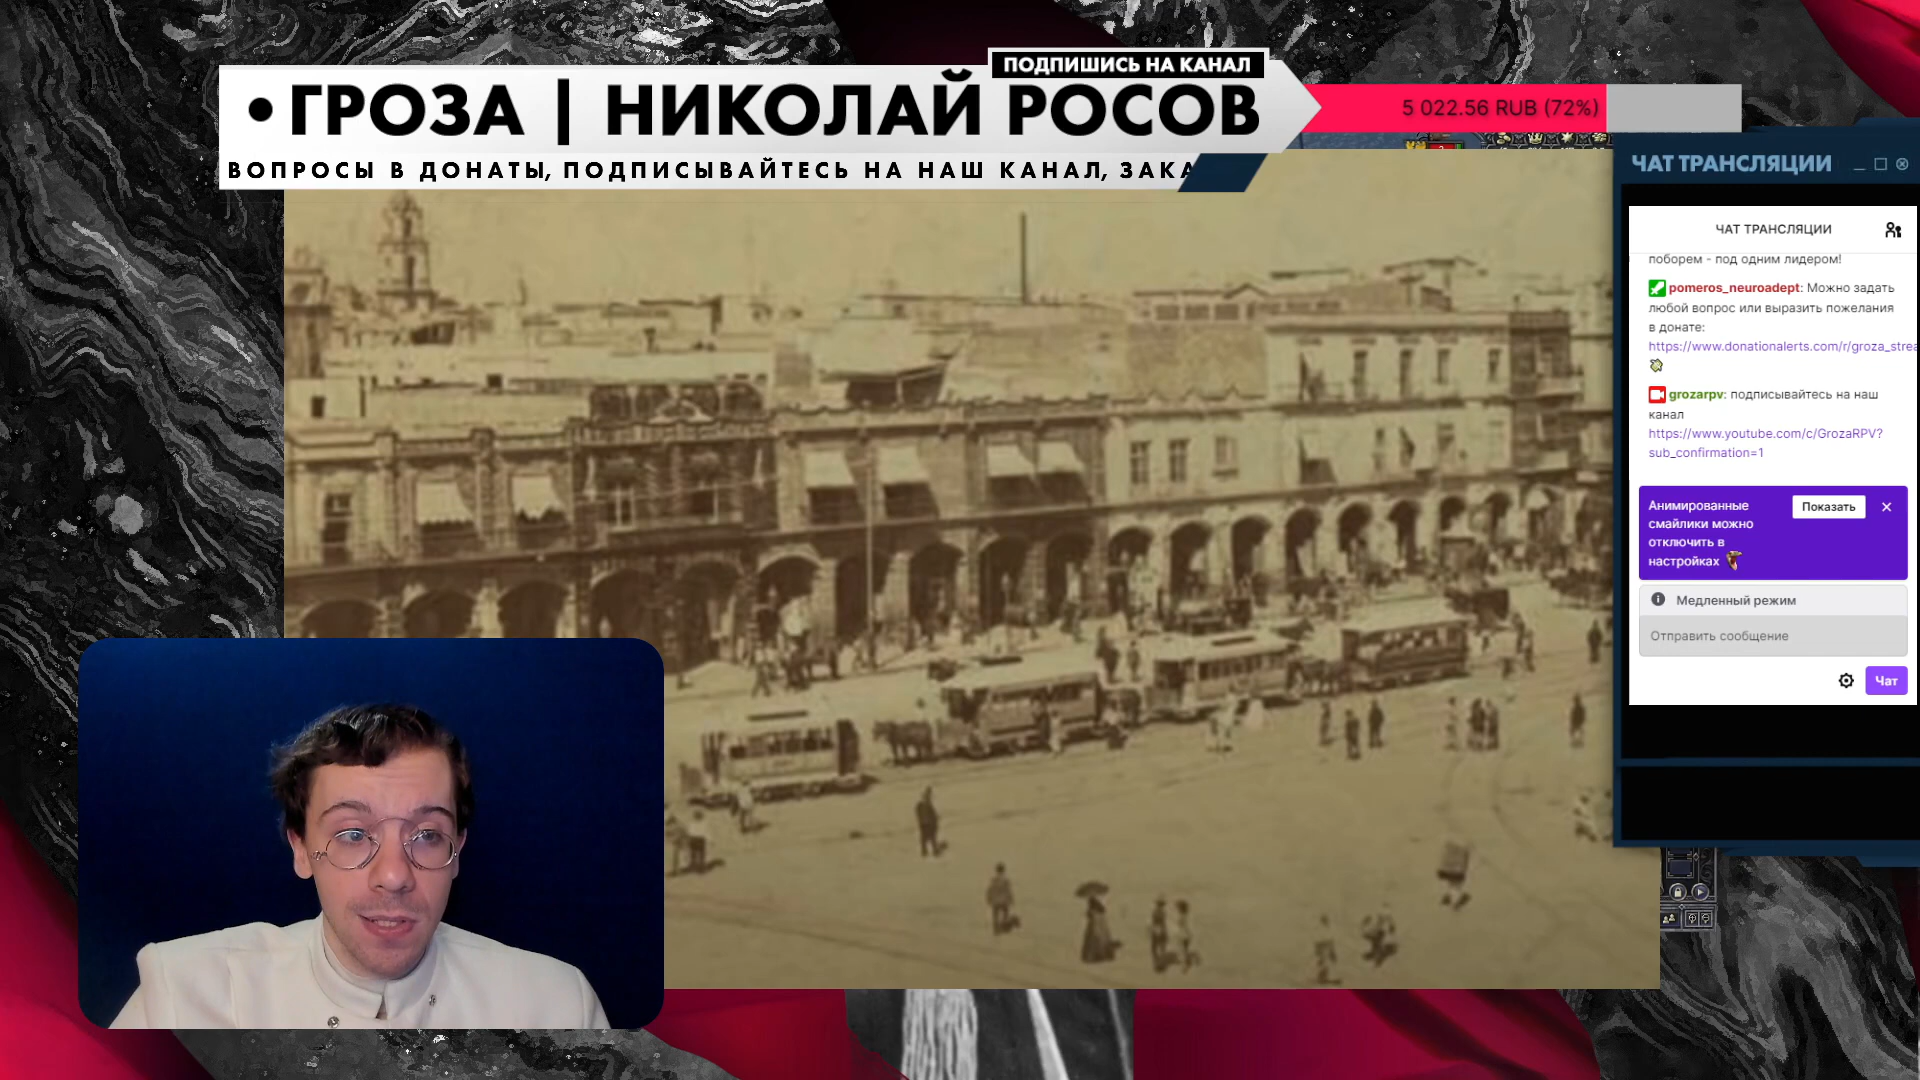 ПОДПИШИСЬ НА КАНАЛ
• ГРОЗА | НИКОЛАЙ РОСОВ
5 022.56 RUB (72%)
ВОПРОСЫ В ДОНАТЫ, ПОДПИСЫВАЙТЕСЬ НА НАШ КАНАЛ, ЗАКА
ЧАТ ТРАНСЛЯЦИИ
ЧАТ ТРАНСЛЯЦИИ
поборем - под одним лидером!
pomeros_neuroadept: Можно задать
любой вопрос или выразить пожелания
в донате:
https://www.donationalerts.com/r/groza_strea
grozarpv: подписывайтесь на наш
канал
https://www.youtube.com/c/GrozaRPV?
sub_confirmation=1
Анимированные
смайлики можно
отключить в
настройках
Показать
Медленный режим
Отправить сообщение
Чат